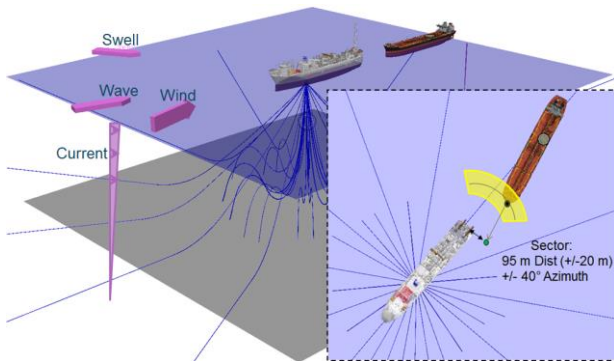 Swell
Wave
Wind
Current
Sector:
95 m Dist (+/-20 m)
+/- 40° Azimuth